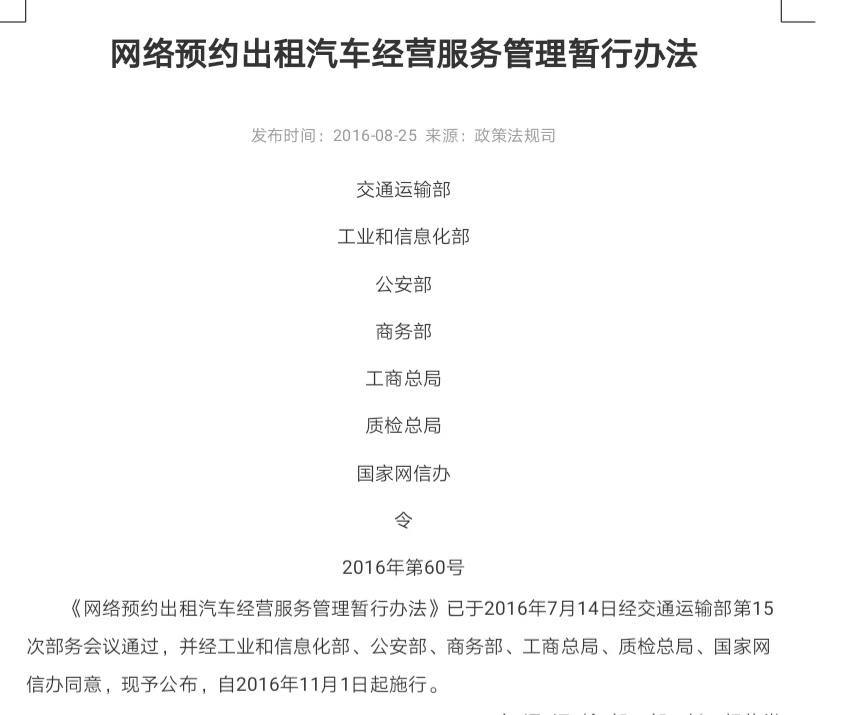 网络预约出租汽车经营服务管理暂行办法
发布时间：2016-08-25 来源：政策法规司
交通运输部
工业和信息化部
公安部
商务部
工商总局
质检总局
国家网信办
令
2016年第60号
《网络预约出租汽车经营服务管理暂行办法》已于2016年7月14日经交通运输部第15
次部务会议通过，并经工业和信息化部、公安部、商务部、工商总局、质检总局、国家网
信办同意，现予公布，自2016年11月1日起施行。